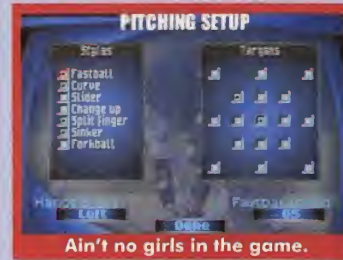 PITCHING SETUP
Styles
Targets
Fastball
Curve
Slider
Change up
Split Finger
Sinker
Forkball
Left
65
Done
Ain't no girls in the game.